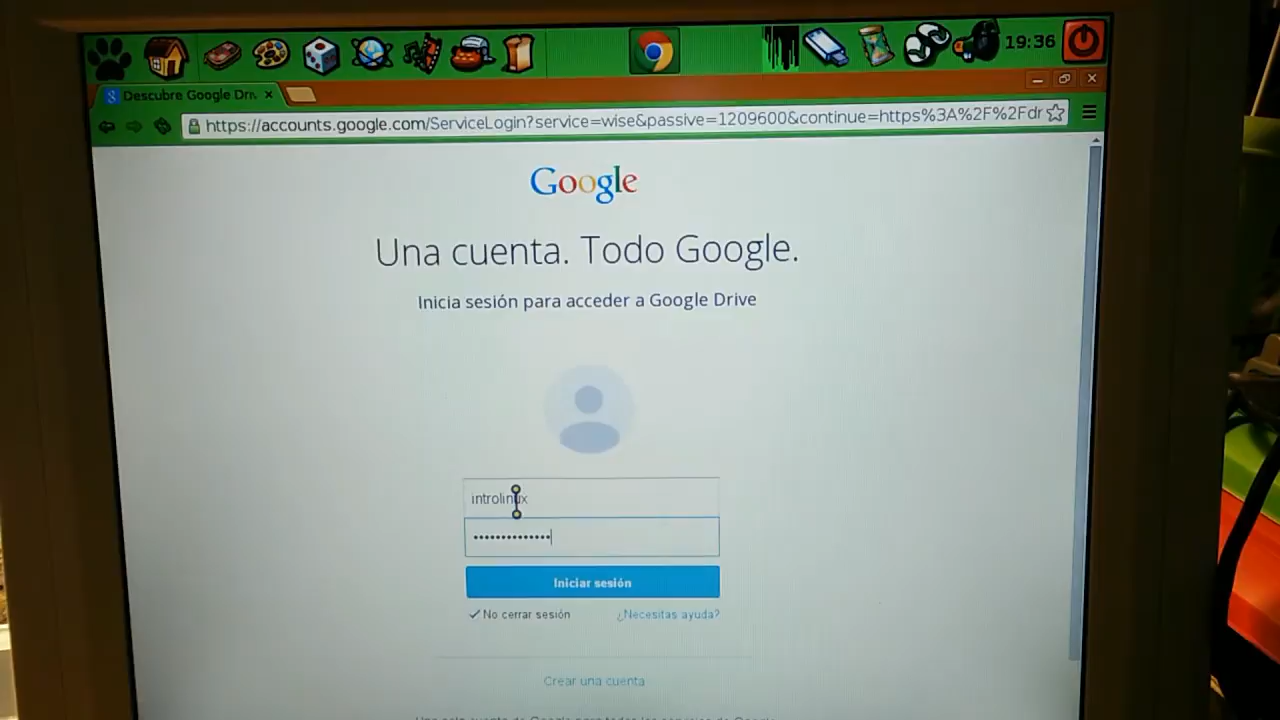 19:36
Descubre Google Driv
https://accounts.google.com/ServiceLogin?service=wise&passive=1209600&continue=https%3A%2F%2Fdr
Google
Una cuenta. Todo Google.
Inicia sesión para acceder a Google Drive
introlinux
Iniciar sesión
No cerrar sesión ¿Necesitas ayuda?
Crear una cuenta